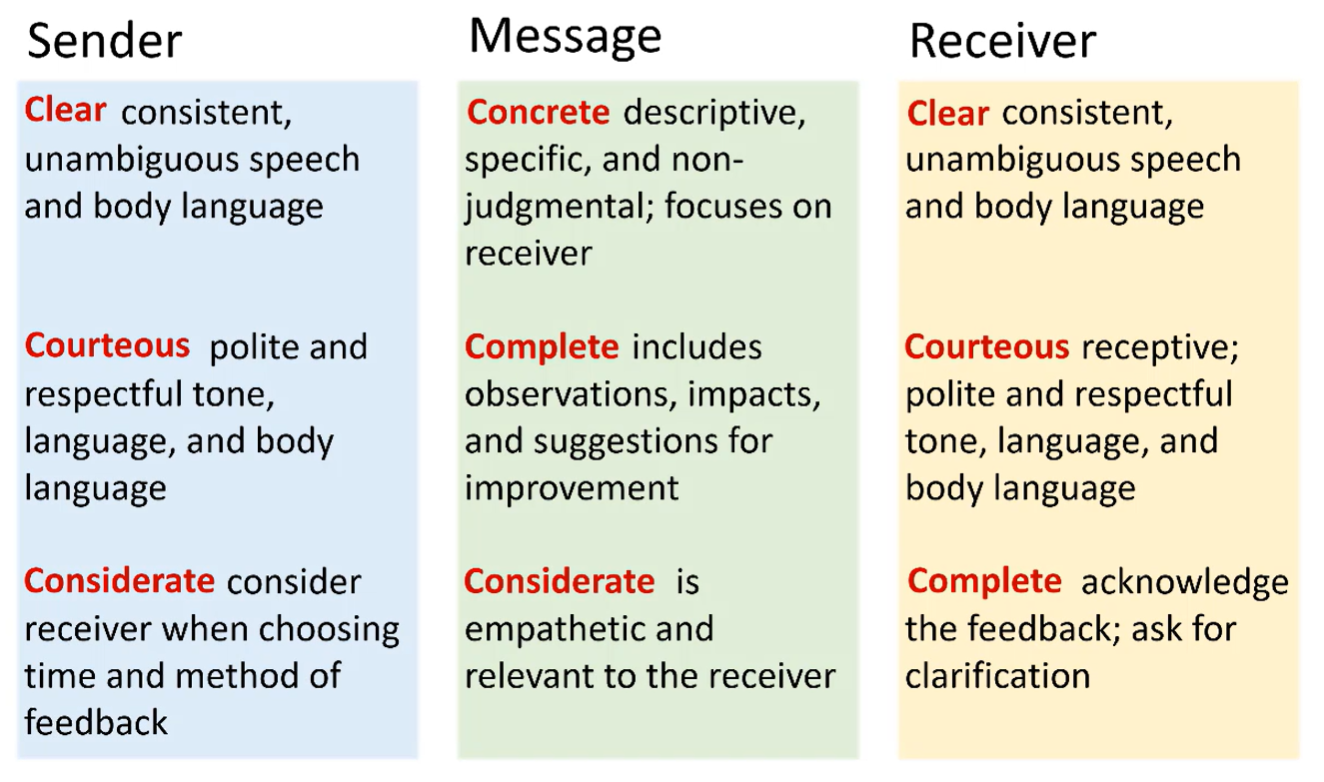 Sender
Clear consistent,
unambiguous speech
and body language
Courteous polite and
respectful tone,
language, and body
language
Considerate consider
receiver when choosing
time and method of
feedback
Message
Concrete descriptive,
specific, and non-
judgmental; focuses on
receiver
Complete includes
observations, impacts,
and suggestions for
improvement
Considerate is
empathetic and
relevant to the receiver
Receiver
Clear consistent,
unambiguous speech
and body language
Courteous receptive;
polite and respectful
tone, language, and
body language
Complete acknowledge
the feedback; ask for
clarification